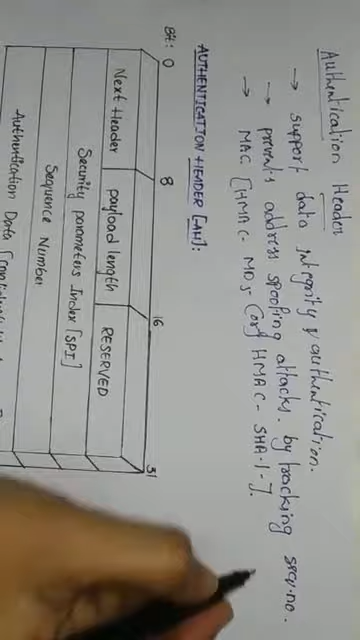 Authentication Header
→ support data integrity & authentication.
→ prevents address spoofing attacks. by tracking sequ.no.
→ MAC [HMAC- MD5 (or) HMAC- SHA-1-].
AUTHENTICATION HEADER [AH]:
Bit: 0 8 16 31
Next Header payload length RESERVED
Security parameters Index [SPI]
Sequence Number
Authentication Data